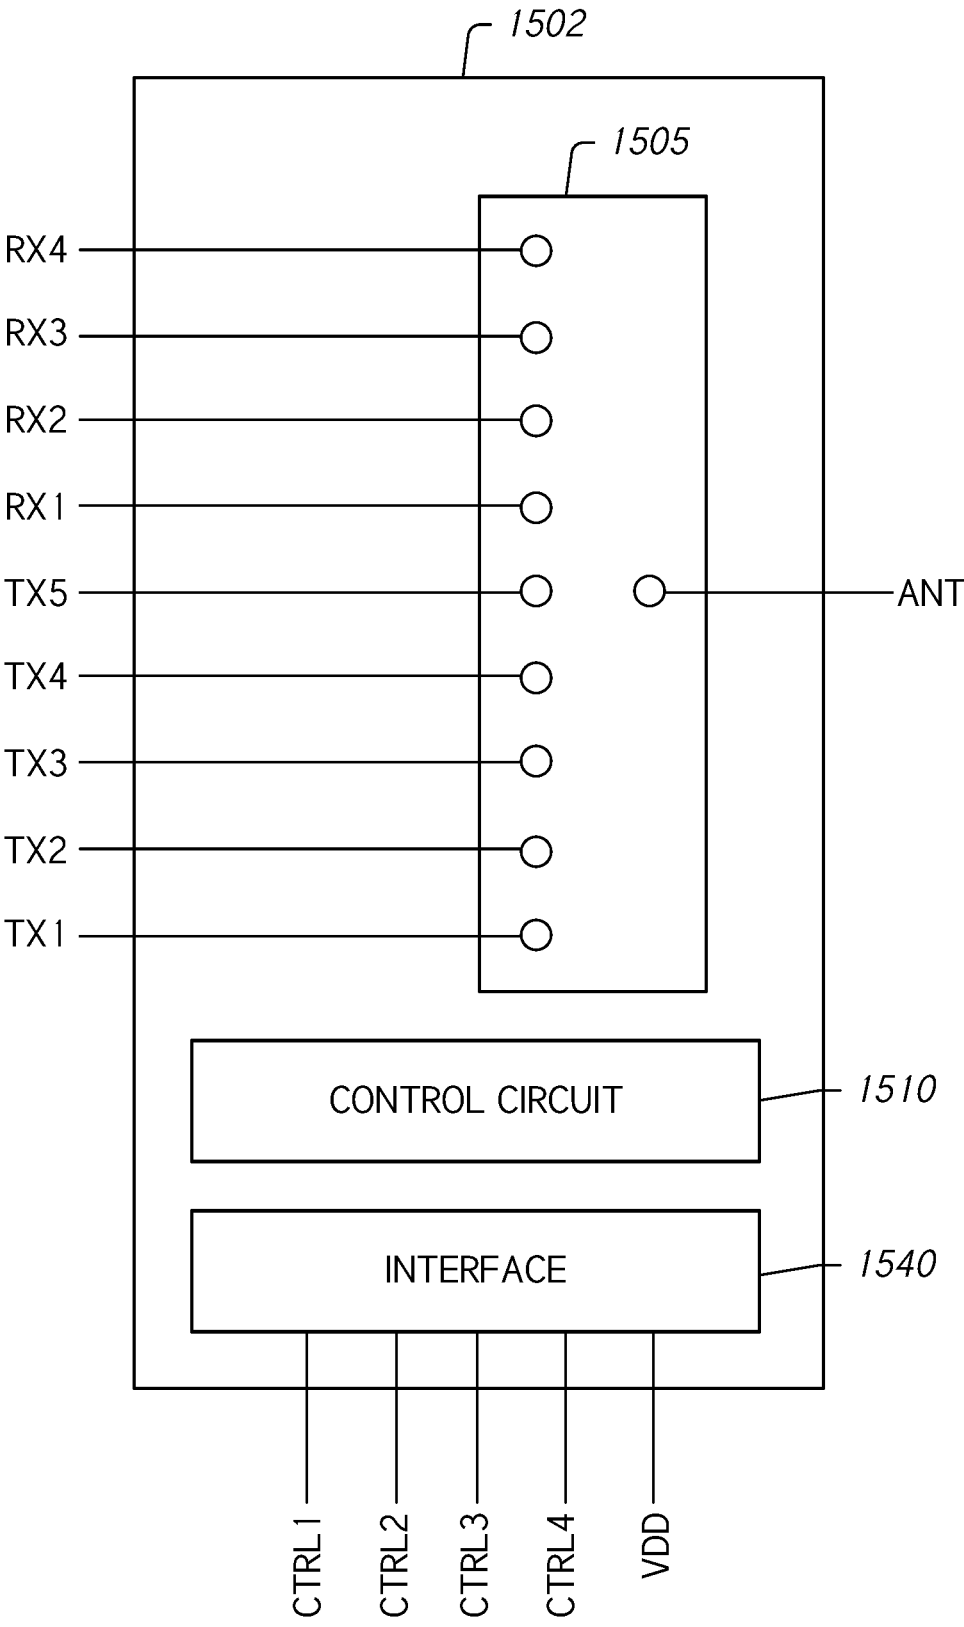 1502
1505
RX4
RX3
RX2
RX1
TX5
ANT
TX4
TX3
TX2
TX1
CONTROL CIRCUIT
1510
INTERFACE
1540
CTRL1
CTRL2
CTRL3
CTRL4
VDD